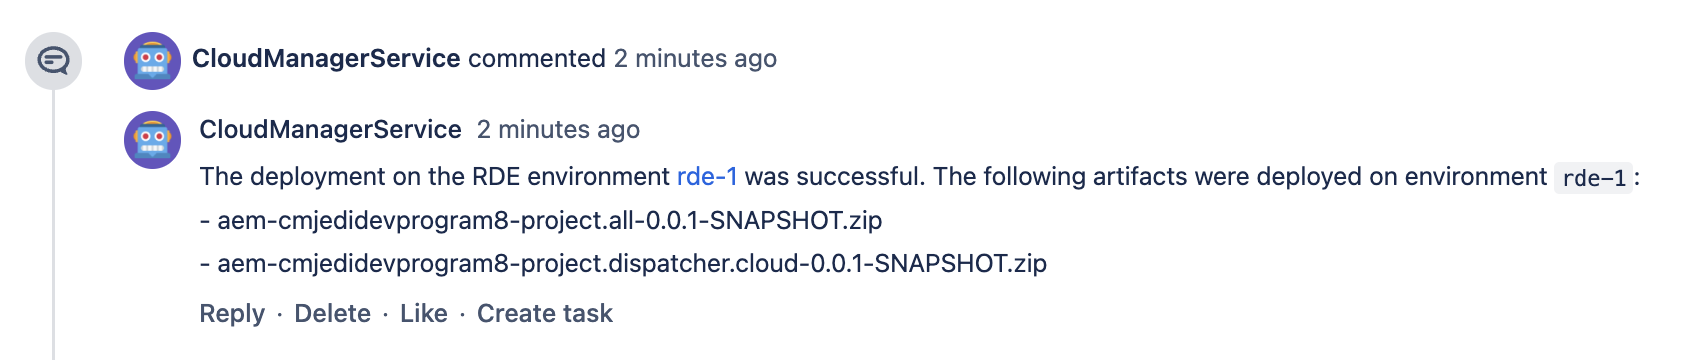 CloudManagerService commented 2 minutes ago
CloudManagerService 2 minutes ago
The deployment on the RDE environment rde-1 was successful. The following artifacts were deployed on environment rde-1:
- aem-cmjedidevprogram8-project.all-0.0.1-SNAPSHOT.zip
- aem-cmjedidevprogram8-project.dispatcher.cloud-0.0.1-SNAPSHOT.zip
Reply · Delete · Like · Create task